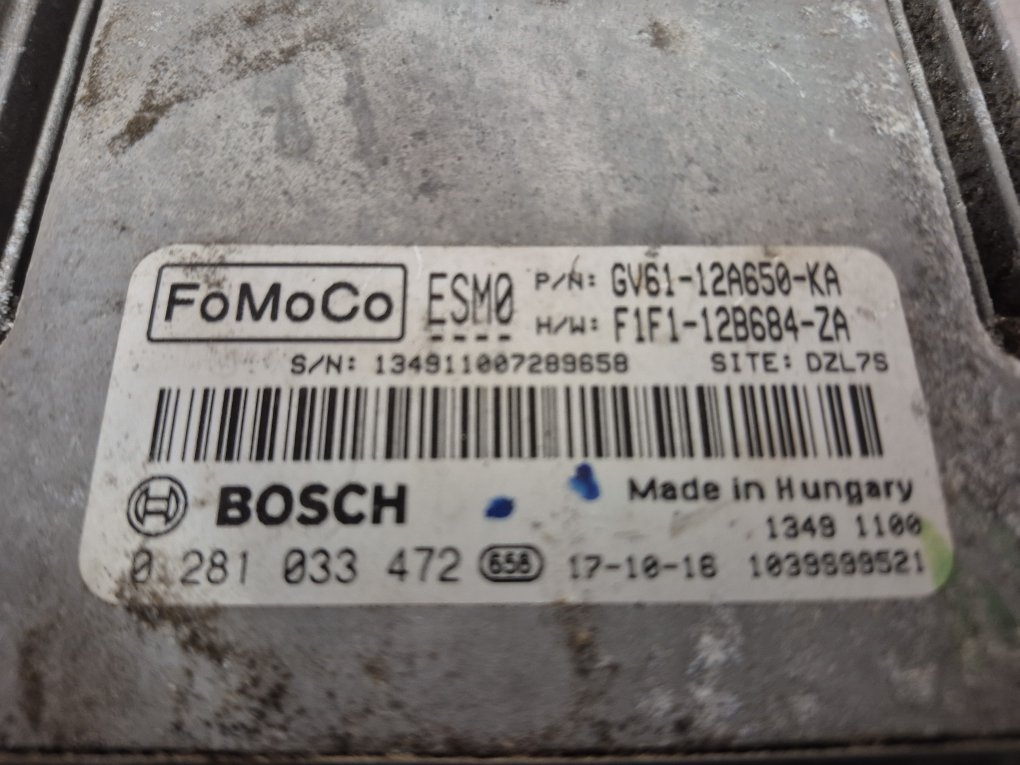 FoMoCo ESM0 P/N: GV61-12A650-KA
H/W: F1F1-12B684-ZA
S/N: 134911007289658 SITE: DZL7S
BOSCH Made in Hungary
1349 1100
0 281 033 472 658 17-10-16 1039S99521